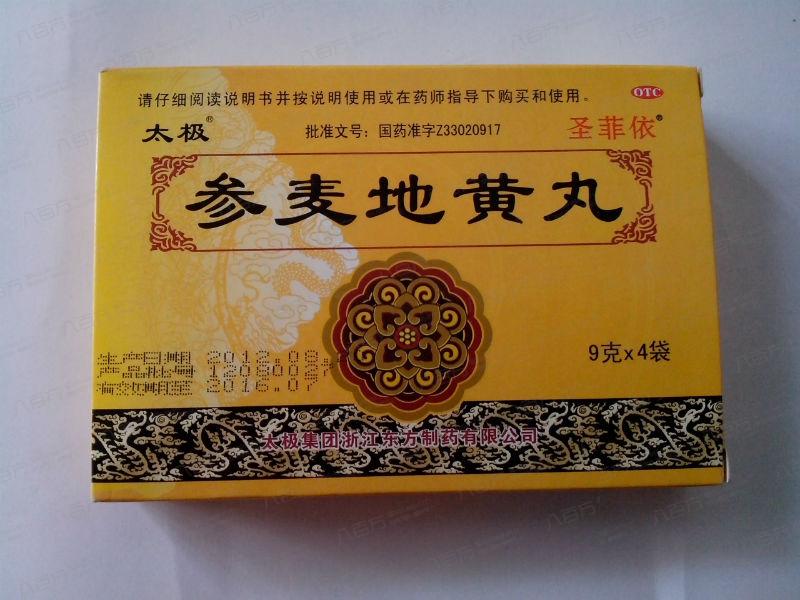 请仔细阅读说明书并按说明使用或在药师指导下购买和使用。
OTC
太极®
批准文号：国药准字Z33020917
圣菲依®
参麦地黄丸
9克x4袋
生产日期 2012.08.
产品批号 12080027
有效期至 2016.07
太极集团浙江东方制药有限公司